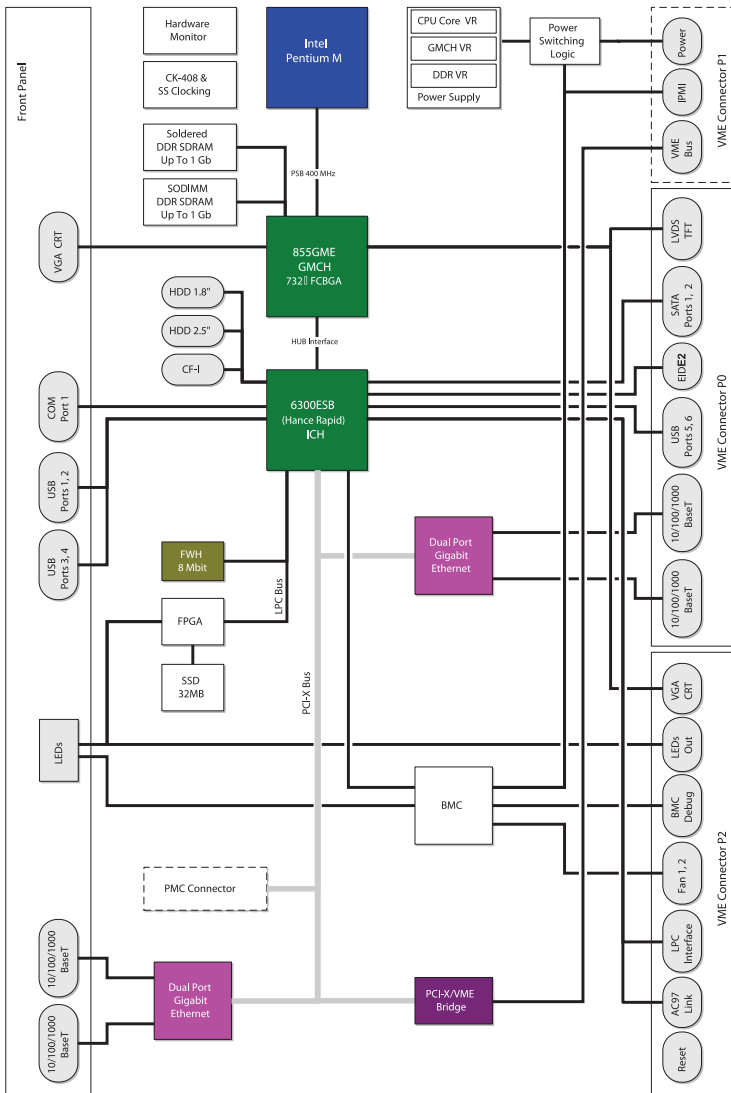 Front Panel
Hardware
Monitor
CK-408 &
SS Clocking
Intel
Pentium M
CPU Core VR
GMCH VR
DDR VR
Power Supply
Power
Switching
Logic
Power
IPMI
VME
Bus
VME Connector P1
Soldered
DDR SDRAM
Up To 1 Gb
SODIMM
DDR SDRAM
Up To 1 Gb
PSB 400 MHz
VGA CRT
855GME
GMCH
732 FCBGA
LVDS
TFT
SATA
Ports 1, 2
EIDE2
USB
Ports 5, 6
10/100/1000
BaseT
10/100/1000
BaseT
VME Connector P0
HDD 1.8"
HDD 2.5"
CF-I
HUB Interface
6300ESB
(Hance Rapid)
ICH
COM
Port 1
USB
Ports 1, 2
USB
Ports 3, 4
FWH
8 Mbit
LPC Bus
FPGA
SSD
32MB
PCI-X Bus
Dual Port
Gigabit
Ethernet
LEDs
BMC
VGA
CRT
LEDs
Out
BMC
Debug
Fan 1, 2
LPC
Interface
AC97
Link
Reset
VME Connector P2
PMC Connector
10/100/1000
BaseT
10/100/1000
BaseT
Dual Port
Gigabit
Ethernet
PCI-X/VME
Bridge